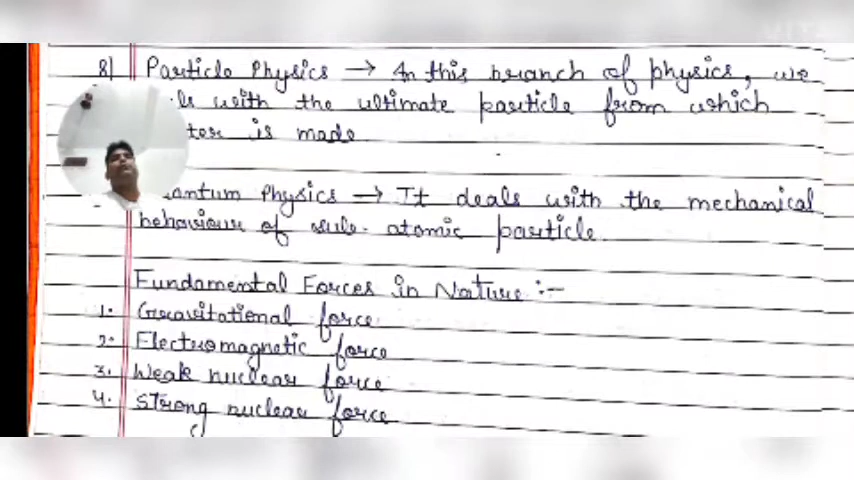 8) Particle Physics → In this branch of physics, we
with the ultimate particle from which
ter is made
antum Physics → It deals with the mechanical
behaviour of sub-atomic particle.
Fundamental Forces in Nature :-
1. Gravitational force
2. Electromagnetic force
3. Weak nuclear force
4. Strong nuclear force